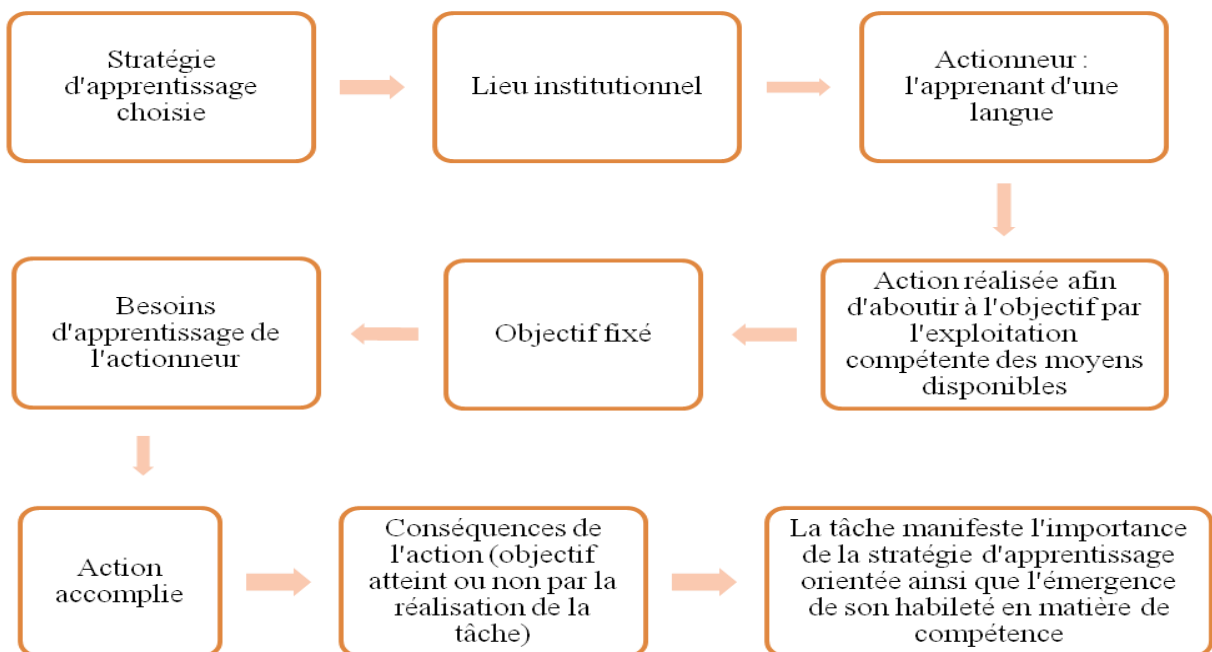 Stratégie
d'apprentissage
choisie
Lieu institutionnel
Actionneur :
l'apprenant d'une
langue
Action réalisée afin
d'aboutir à l'objectif par
l'exploitation
compétente des moyens
disponibles
Objectif fixé
Besoins
d'apprentissage de
l'actionneur
Action
accomplie
Conséquences de
l'action (objectif
atteint ou non par la
réalisation de la
tâche)
La tâche manifeste l'importance
de la stratégie d'apprentissage
orientée ainsi que l'émergence
de son habileté en matière de
compétence